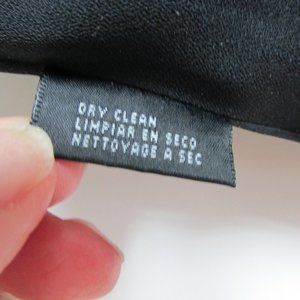 DRY CLEAN
LIMPIAR EN SECO
NETTOYAGE A SEC